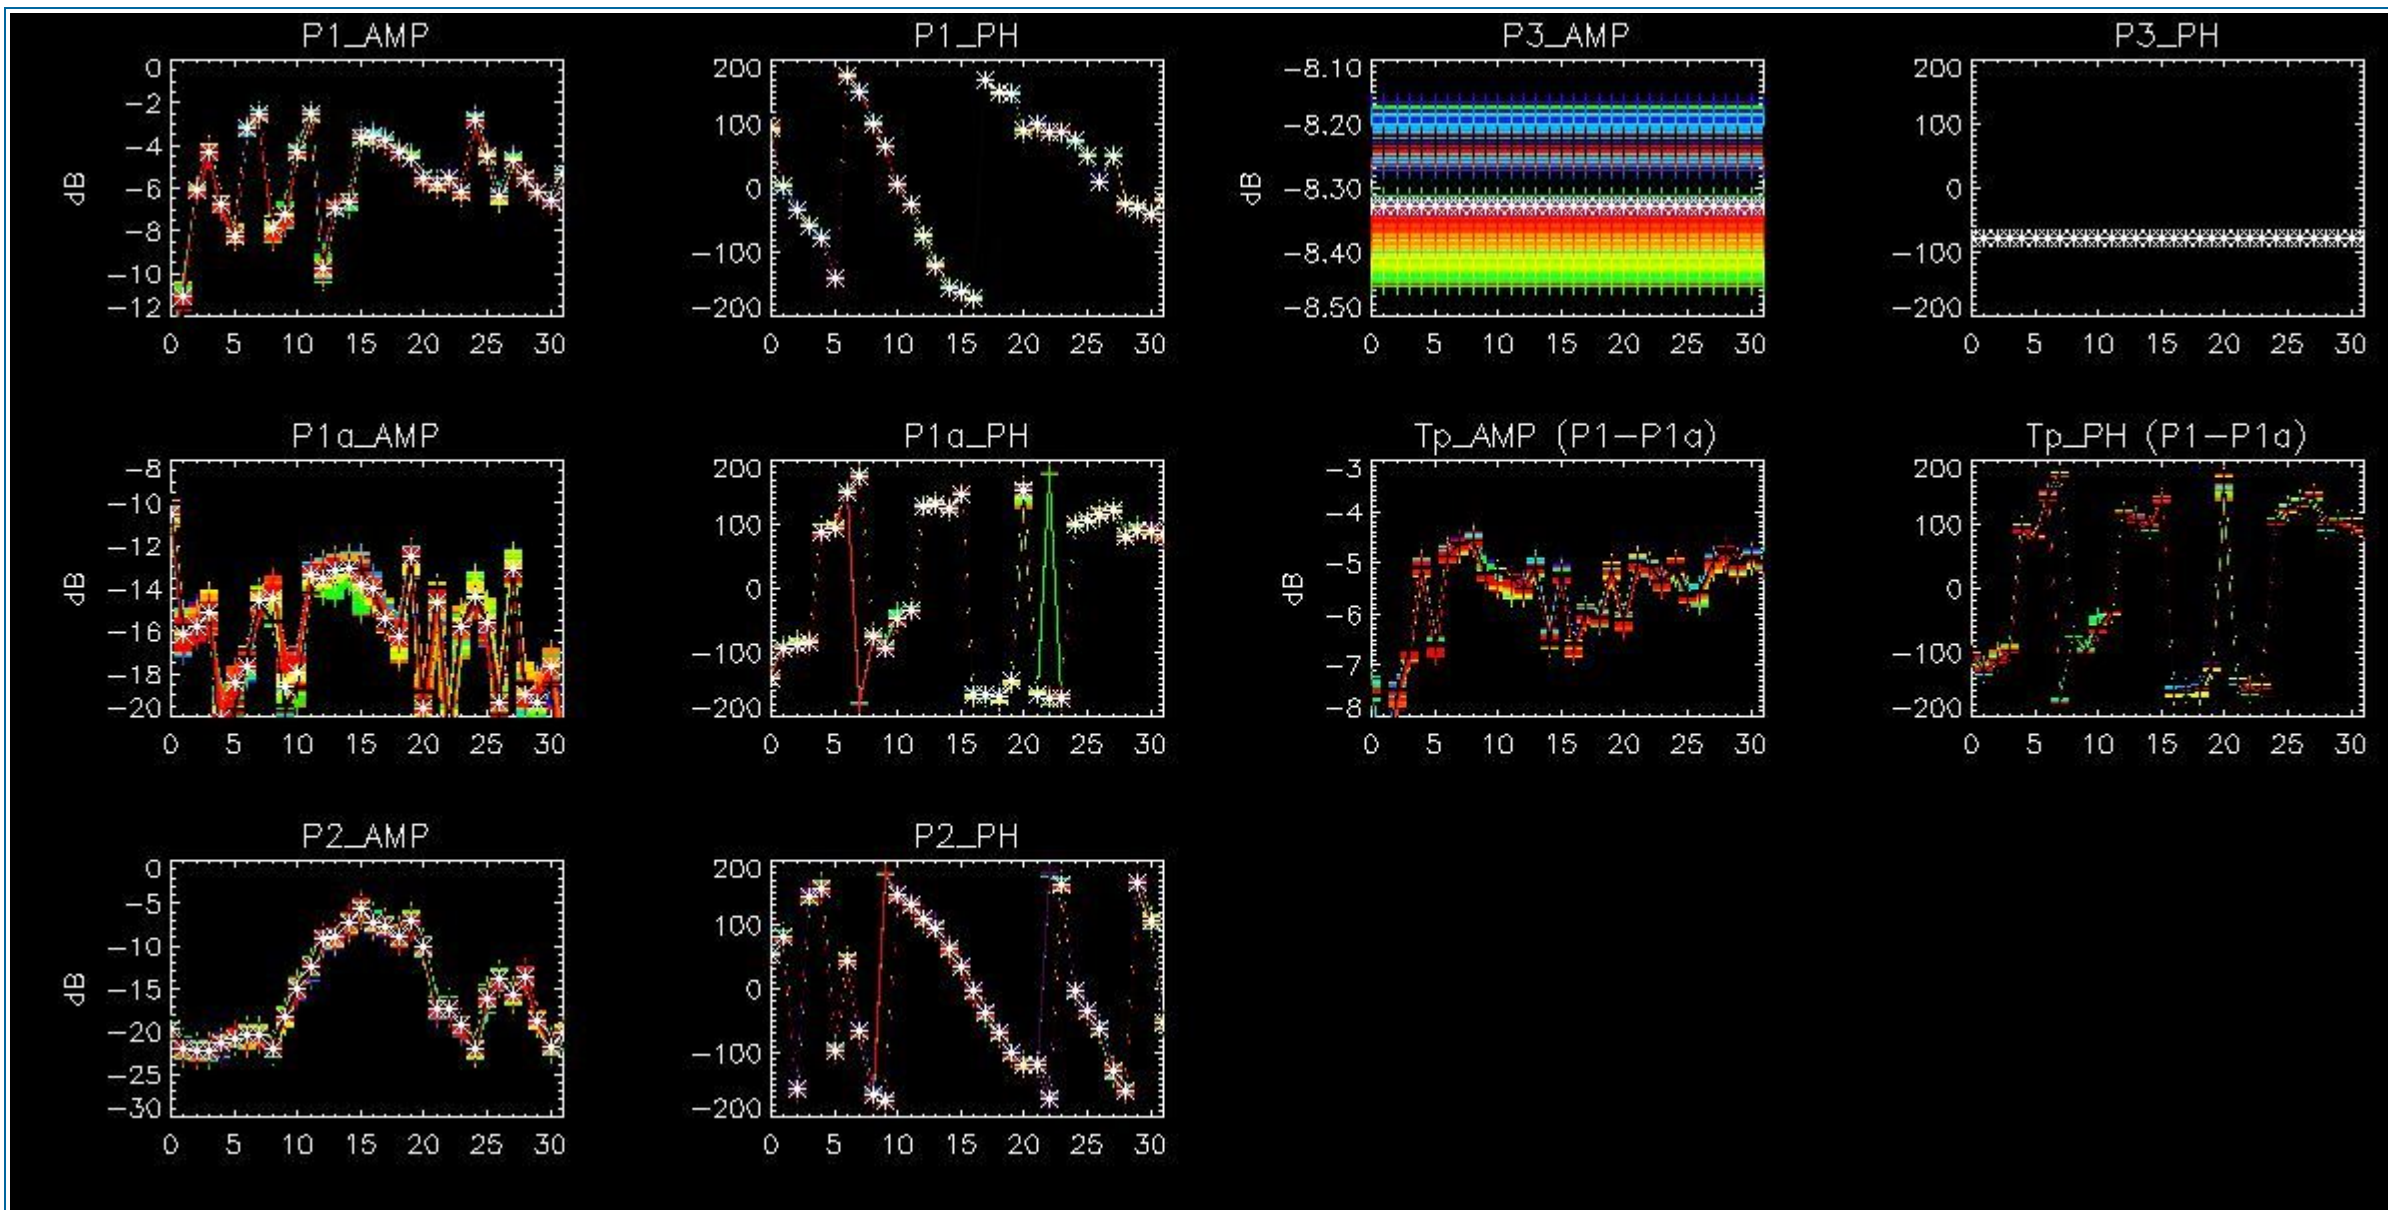 P1_AMP
0
−2
−4
−6
−8
−10
−12
dB
0 5 10 15 20 25 30
P1_PH
200
100
0
−100
−200
0 5 10 15 20 25 30
P3_AMP
−8.10
−8.20
−8.30
−8.40
−8.50
dB
0 5 10 15 20 25 30
P3_PH
200
100
0
−100
−200
0 5 10 15 20 25 30
P1a_AMP
−8
−10
−12
−14
−16
−18
−20
dB
0 5 10 15 20 25 30
P1a_PH
200
100
0
−100
−200
0 5 10 15 20 25 30
Tp_AMP (P1−P1a)
−3
−4
−5
−6
−7
−8
dB
0 5 10 15 20 25 30
Tp_PH (P1−P1a)
200
100
0
−100
−200
0 5 10 15 20 25 30
P2_AMP
0
−5
−10
−15
−20
−25
−30
dB
0 5 10 15 20 25 30
P2_PH
200
100
0
−100
−200
0 5 10 15 20 25 30